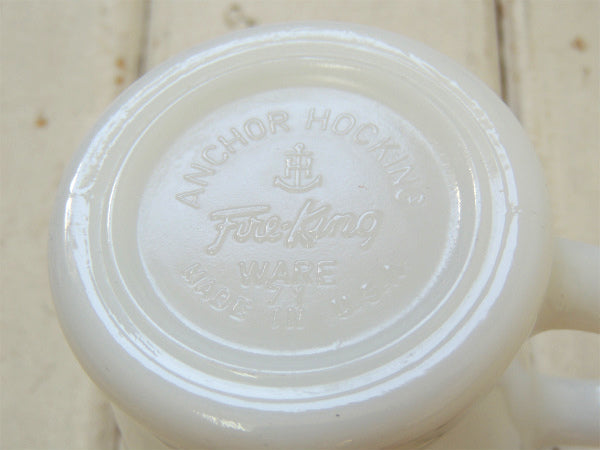 ANCHOR HOCKING
Fire-King
WARE
MADE IN U.S.A.